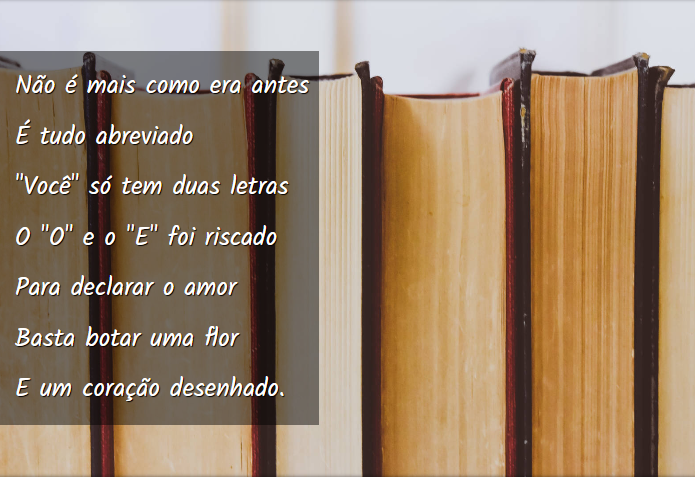 Não é mais como era antes
É tudo abreviado
"Você" só tem duas letras
O "O" e o "E" foi riscado
Para declarar o amor
Basta botar uma flor
E um coração desenhado.